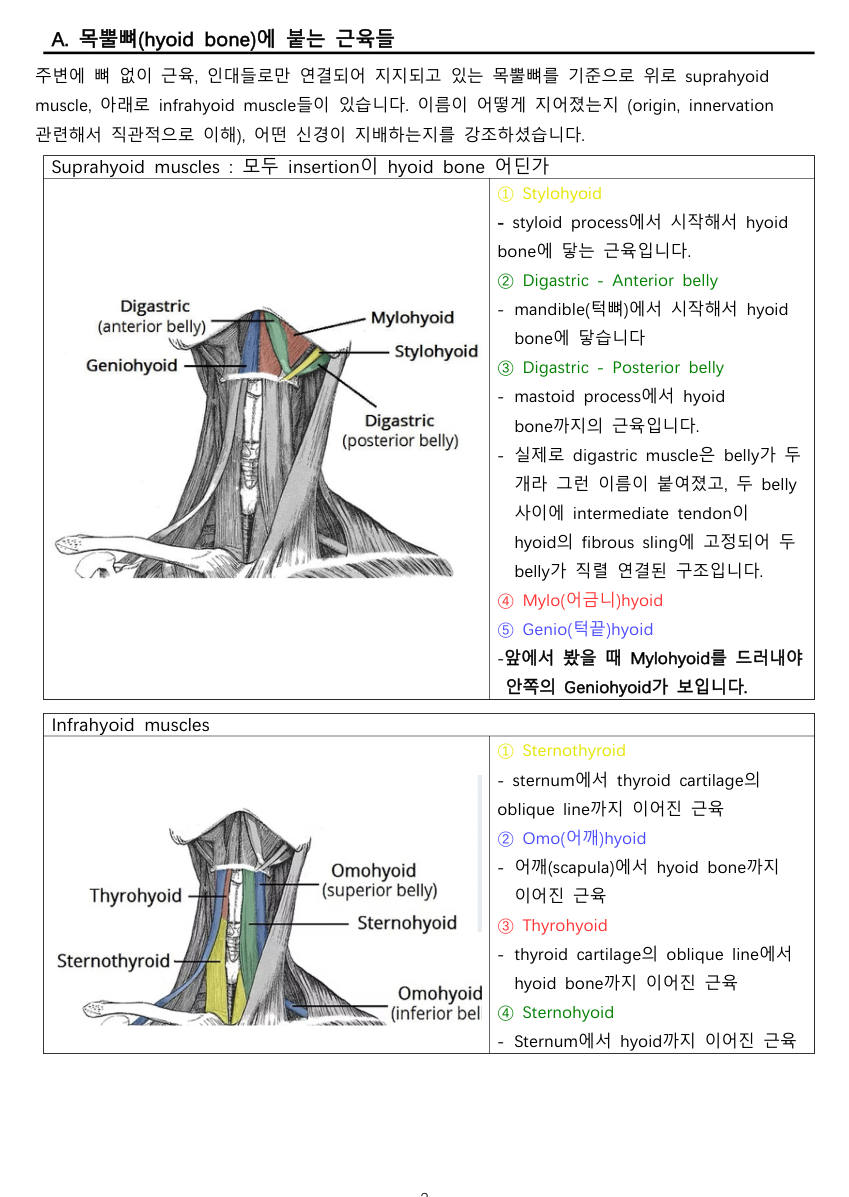 A. 목뿔뼈(hyoid bone)에 붙는 근육들
주변에 뼈 없이 근육, 인대들로만 연결되어 지지되고 있는 목뿔뼈를 기준으로 위로 suprahyoid
muscle, 아래로 infrahyoid muscle들이 있습니다. 이름이 어떻게 지어졌는지 (origin, innervation
관련해서 직관적으로 이해), 어떤 신경이 지배하는지를 강조하셨습니다.
Suprahyoid muscles : 모두 insertion이 hyoid bone 어딘가
Digastric
(anterior belly)
Mylohyoid
Stylohyoid
Geniohyoid
Digastric
(posterior belly)
① Stylohyoid
- styloid process에서 시작해서 hyoid
bone에 닿는 근육입니다.
② Digastric - Anterior belly
- mandible(턱뼈)에서 시작해서 hyoid
bone에 닿습니다
③ Digastric - Posterior belly
- mastoid process에서 hyoid
bone까지의 근육입니다.
- 실제로 digastric muscle은 belly가 두
개라 그런 이름이 붙여졌고, 두 belly
사이에 intermediate tendon이
hyoid의 fibrous sling에 고정되어 두
belly가 직렬 연결된 구조입니다.
④ Mylo(어금니)hyoid
⑤ Genio(턱끝)hyoid
-앞에서 봤을 때 Mylohyoid를 드러내야
안쪽의 Geniohyoid가 보입니다.
Infrahyoid muscles
Omohyoid
(superior belly)
Thyrohyoid
Sternohyoid
Sternothyroid
Omohyoid
(inferior bel
① Sternothyroid
- sternum에서 thyroid cartilage의
oblique line까지 이어진 근육
② Omo(어깨)hyoid
- 어깨(scapula)에서 hyoid bone까지
이어진 근육
③ Thyrohyoid
- thyroid cartilage의 oblique line에서
hyoid bone까지 이어진 근육
④ Sternohyoid
- Sternum에서 hyoid까지 이어진 근육